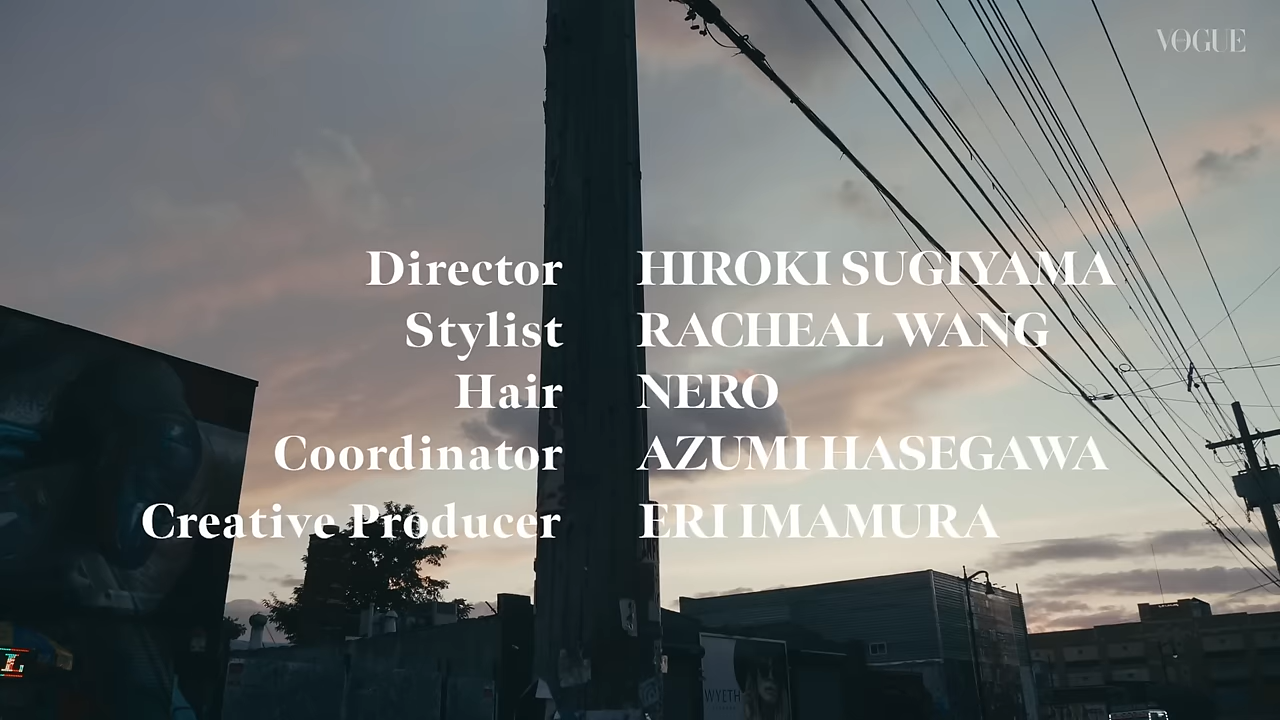 VOGUE
Director HIROKI SUGIYAMA
Stylist RACHEAL WANG
Hair NERO
Coordinator AZUMI HASEGAWA
Creative Producer ERI IMAMURA
WYETH
L